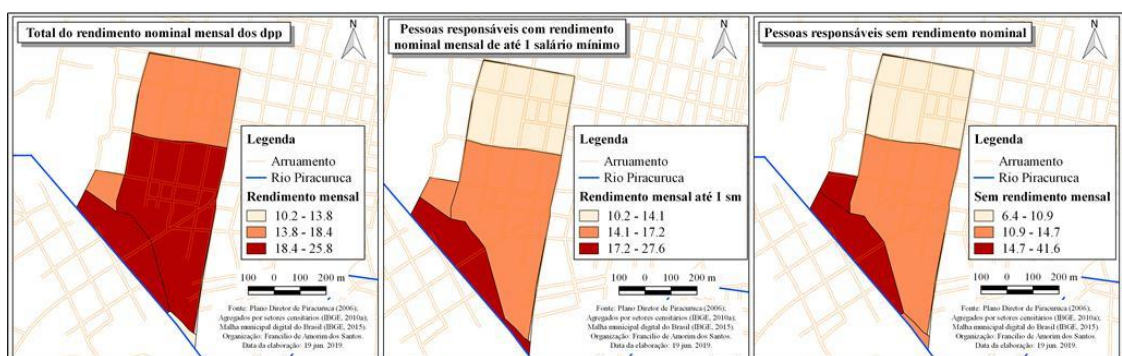 Total do rendimento nominal mensal dos dpp
N
Legenda
Arruamento
Rio Piracuruca
Rendimento mensal
10.2 - 13.8
13.8 - 18.4
18.4 - 25.8
100 0 100 200 m
Fonte: Plano Diretor de Piracuruca (2006);
Agregados por setores censitários (IBGE, 2010a);
Malha municipal digital do Brasil (IBGE, 2015).
Organização: Francílio de Amorim dos Santos.
Data da elaboração: 19 jun. 2019.
Pessoas responsáveis com rendimento
nominal mensal de até 1 salário mínimo
N
Legenda
Arruamento
Rio Piracuruca
Rendimento mensal até 1 sm
10.2 - 14.1
14.1 - 17.2
17.2 - 27.6
100 0 100 200 m
Fonte: Plano Diretor de Piracuruca (2006);
Agregados por setores censitários (IBGE, 2010a);
Malha municipal digital do Brasil (IBGE, 2015).
Organização: Francílio de Amorim dos Santos.
Data da elaboração: 19 jun. 2019.
Pessoas responsáveis sem rendimento nominal
N
Legenda
Arruamento
Rio Piracuruca
Sem rendimento mensal
6.4 - 10.9
10.9 - 14.7
14.7 - 41.6
100 0 100 200 m
Fonte: Plano Diretor de Piracuruca (2006);
Agregados por setores censitários (IBGE, 2010a);
Malha municipal digital do Brasil (IBGE, 2015).
Organização: Francílio de Amorim dos Santos.
Data da elaboração: 19 jun. 2019.